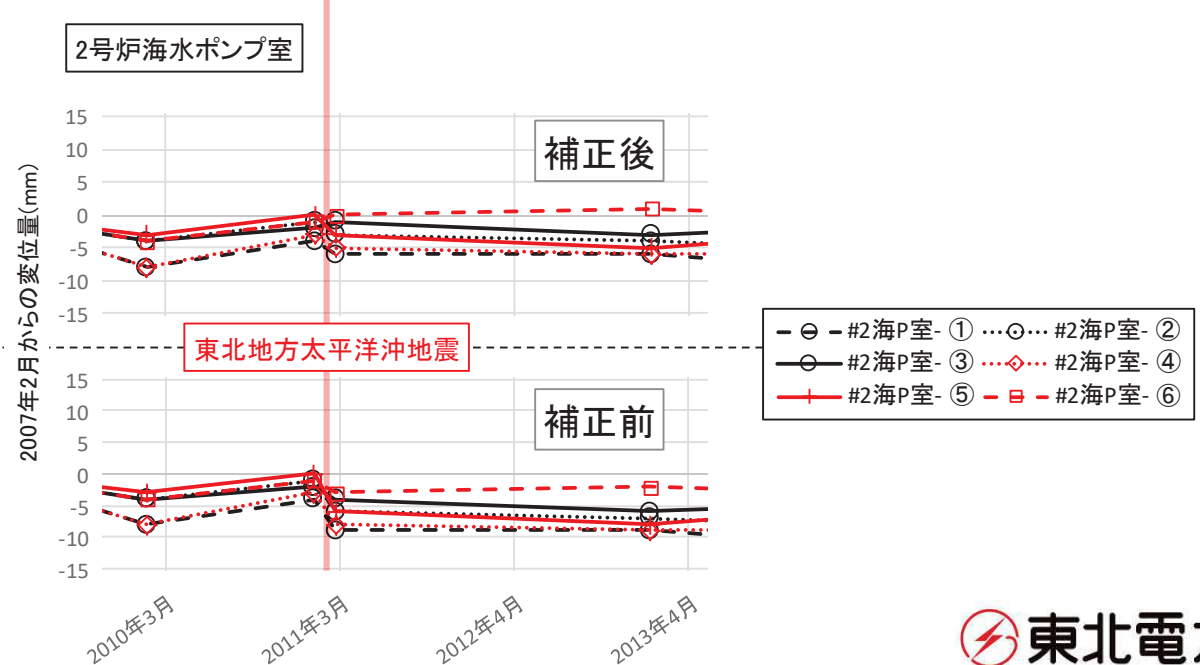 2号炉海水ポンプ室
2007年2月からの変位量(mm)
15
10
5
0
-5
-10
-15
補正後
東北地方太平洋沖地震
15
10
5
0
-5
-10
-15
補正前
2010年3月
2011年3月
2012年4月
2013年4月
#2海P室- ① #2海P室- ②
#2海P室- ③ #2海P室- ④
#2海P室- ⑤ #2海P室- ⑥
東北電